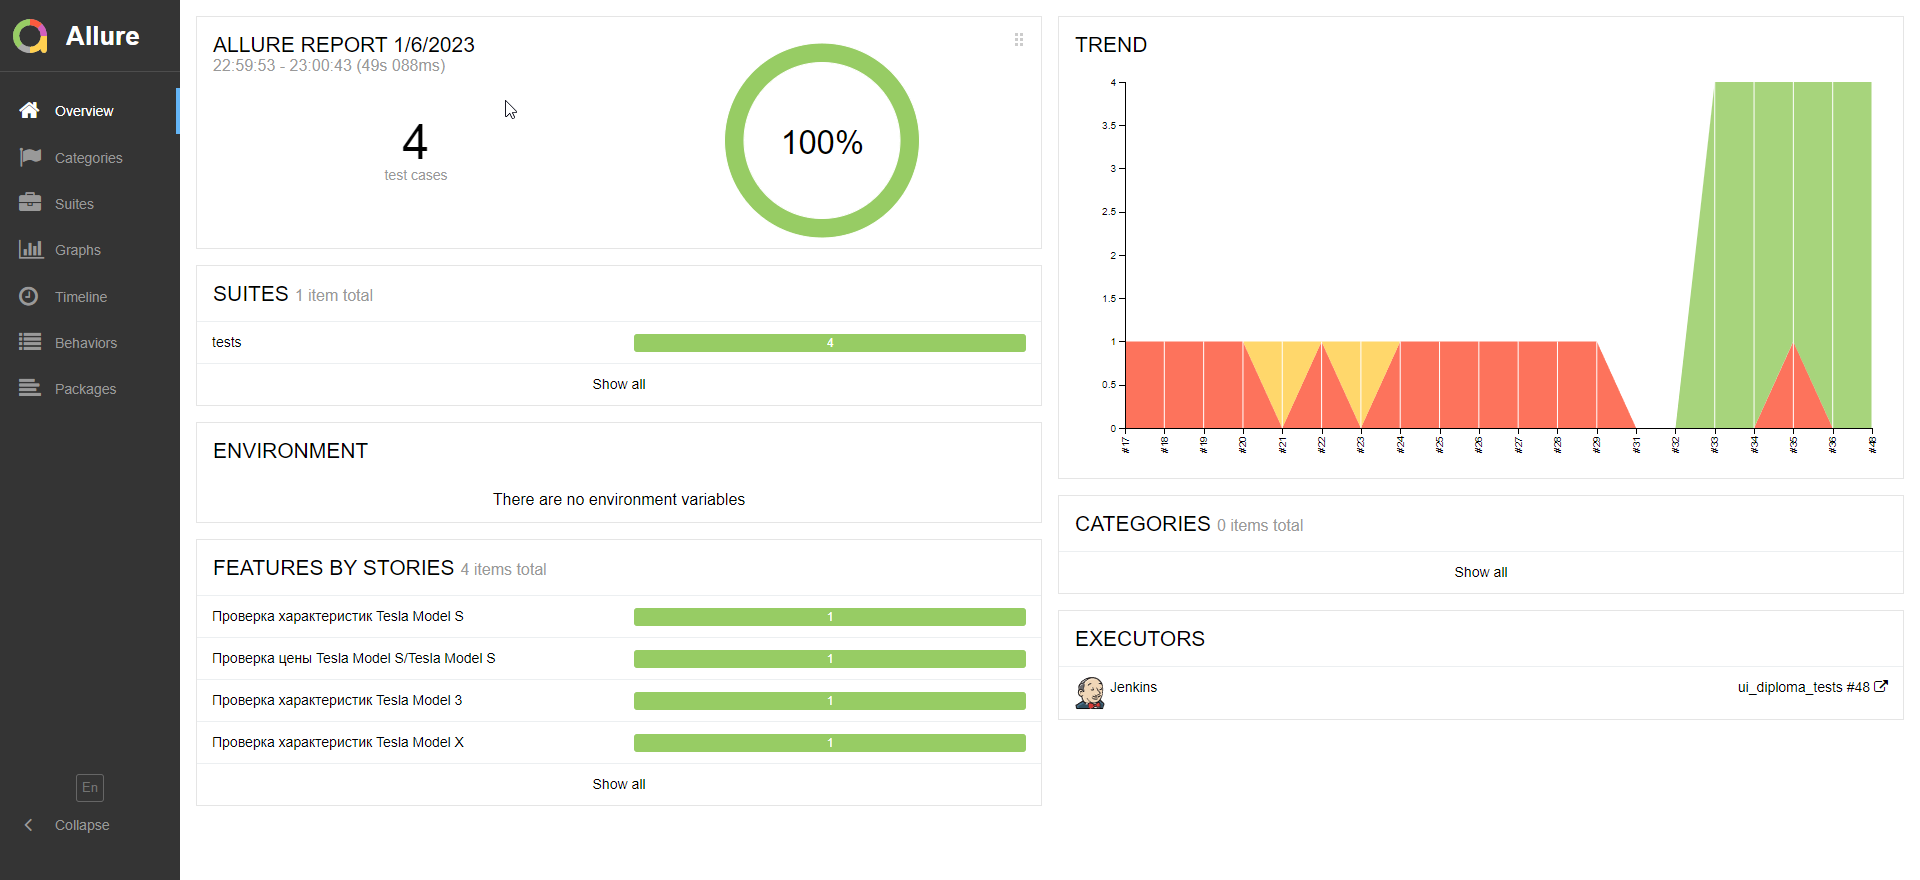 Allure
Overview
Categories
Suites
Graphs
Timeline
Behaviors
Packages
En
Collapse
ALLURE REPORT 1/6/2023
22:59:53 - 23:00:43 (49s 088ms)
4
test cases
100%
SUITES 1 item total
tests 4
Show all
ENVIRONMENT
There are no environment variables
FEATURES BY STORIES 4 items total
Проверка характеристик Tesla Model S 1
Проверка цены Tesla Model S/Tesla Model S 1
Проверка характеристик Tesla Model 3 1
Проверка характеристик Tesla Model X 1
Show all
TREND
4
3.5
3
2.5
2
1.5
1
0.5
0
#17 #18 #19 #20 #21 #22 #23 #24 #25 #26 #27 #28 #29 #31 #32 #33 #34 #35 #36 #48
CATEGORIES 0 items total
Show all
EXECUTORS
Jenkins ui_diploma_tests #48